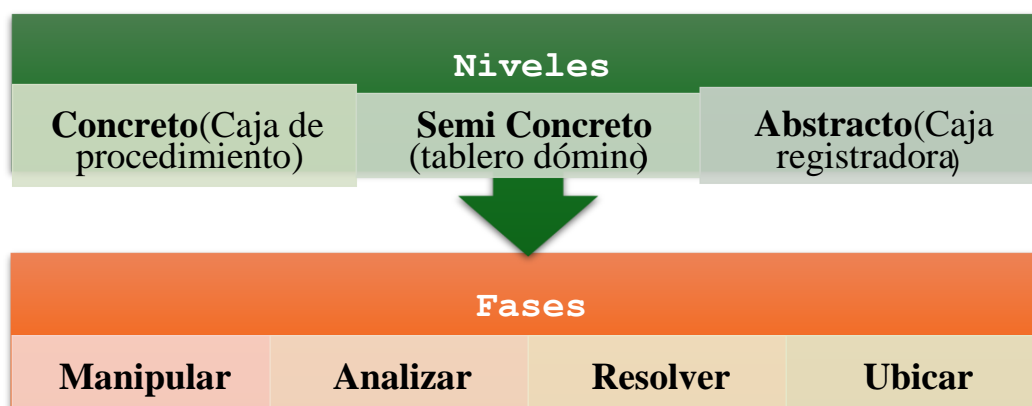 Niveles
Concreto(Caja de
procedimiento)
Semi Concreto
(tablero dómino)
Abstracto(Caja
registradora)
Fases
Manipular
Analizar
Resolver
Ubicar